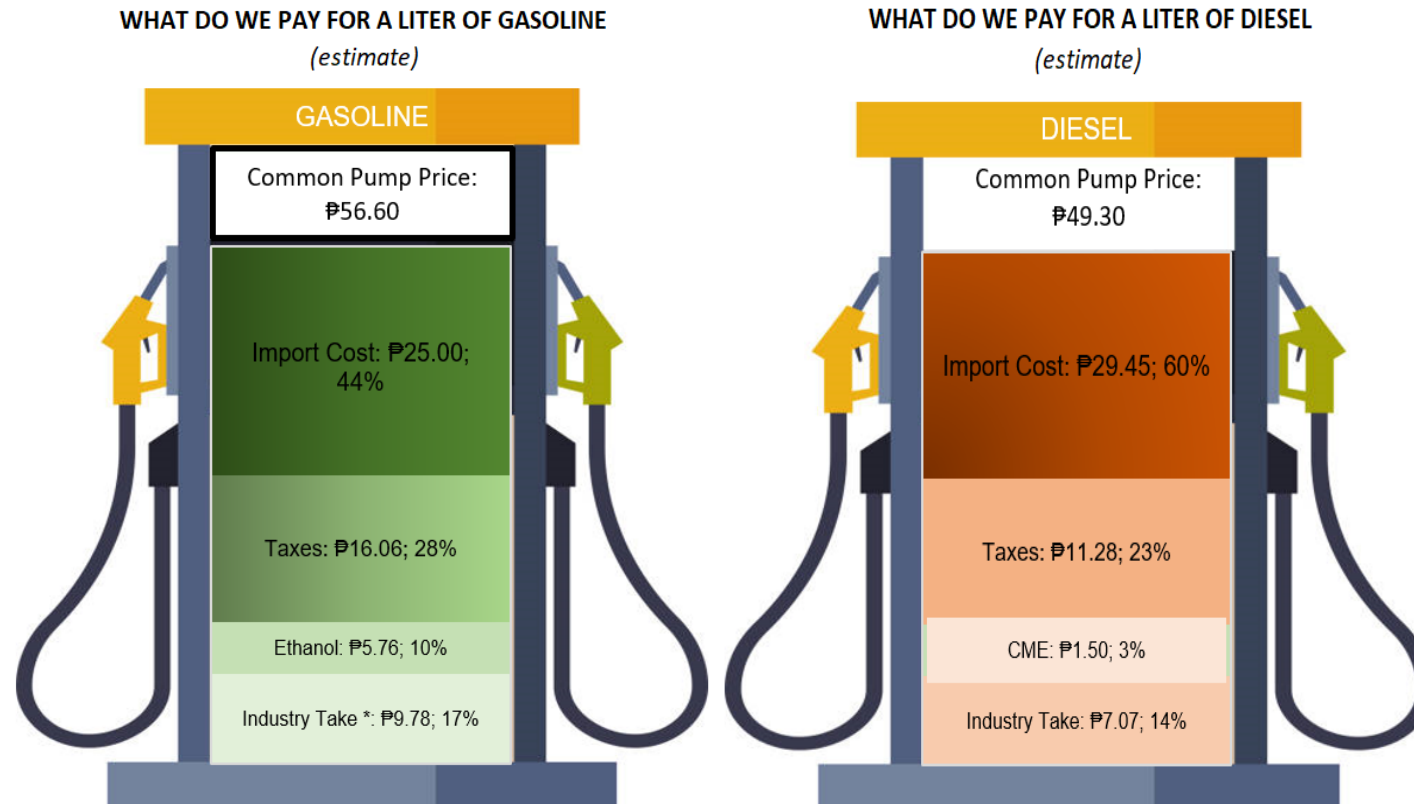 WHAT DO WE PAY FOR A LITER OF GASOLINE
(estimate)
GASOLINE
Common Pump Price:
₱56.60
Import Cost: ₱25.00;
44%
Taxes: ₱16.06; 28%
Ethanol: ₱5.76; 10%
Industry Take *: ₱9.78; 17%
WHAT DO WE PAY FOR A LITER OF DIESEL
(estimate)
DIESEL
Common Pump Price:
₱49.30
Import Cost: ₱29.45; 60%
Taxes: ₱11.28; 23%
CME: ₱1.50; 3%
Industry Take: ₱7.07; 14%